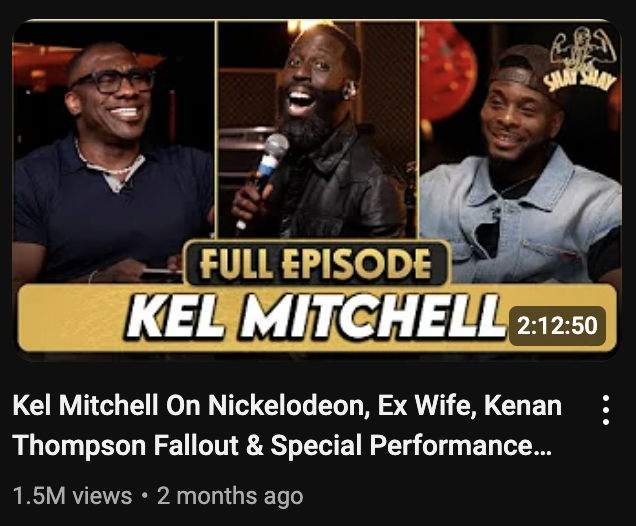 SHAY SHAY
FULL EPISODE
KEL MITCHELL
2:12:50
Kel Mitchell On Nickelodeon, Ex Wife, Kenan
Thompson Fallout & Special Performance...
1.5M views • 2 months ago